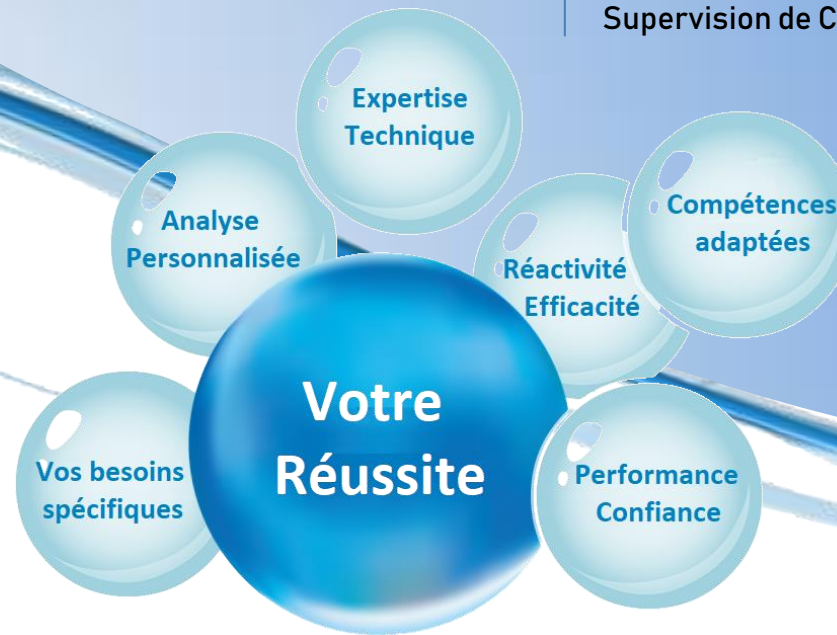 Supervision de C
Expertise
Technique
Analyse
Personnalisée
Compétences
adaptées
Réactivité
Efficacité
Votre
Réussite
Vos besoins
spécifiques
Performance
Confiance